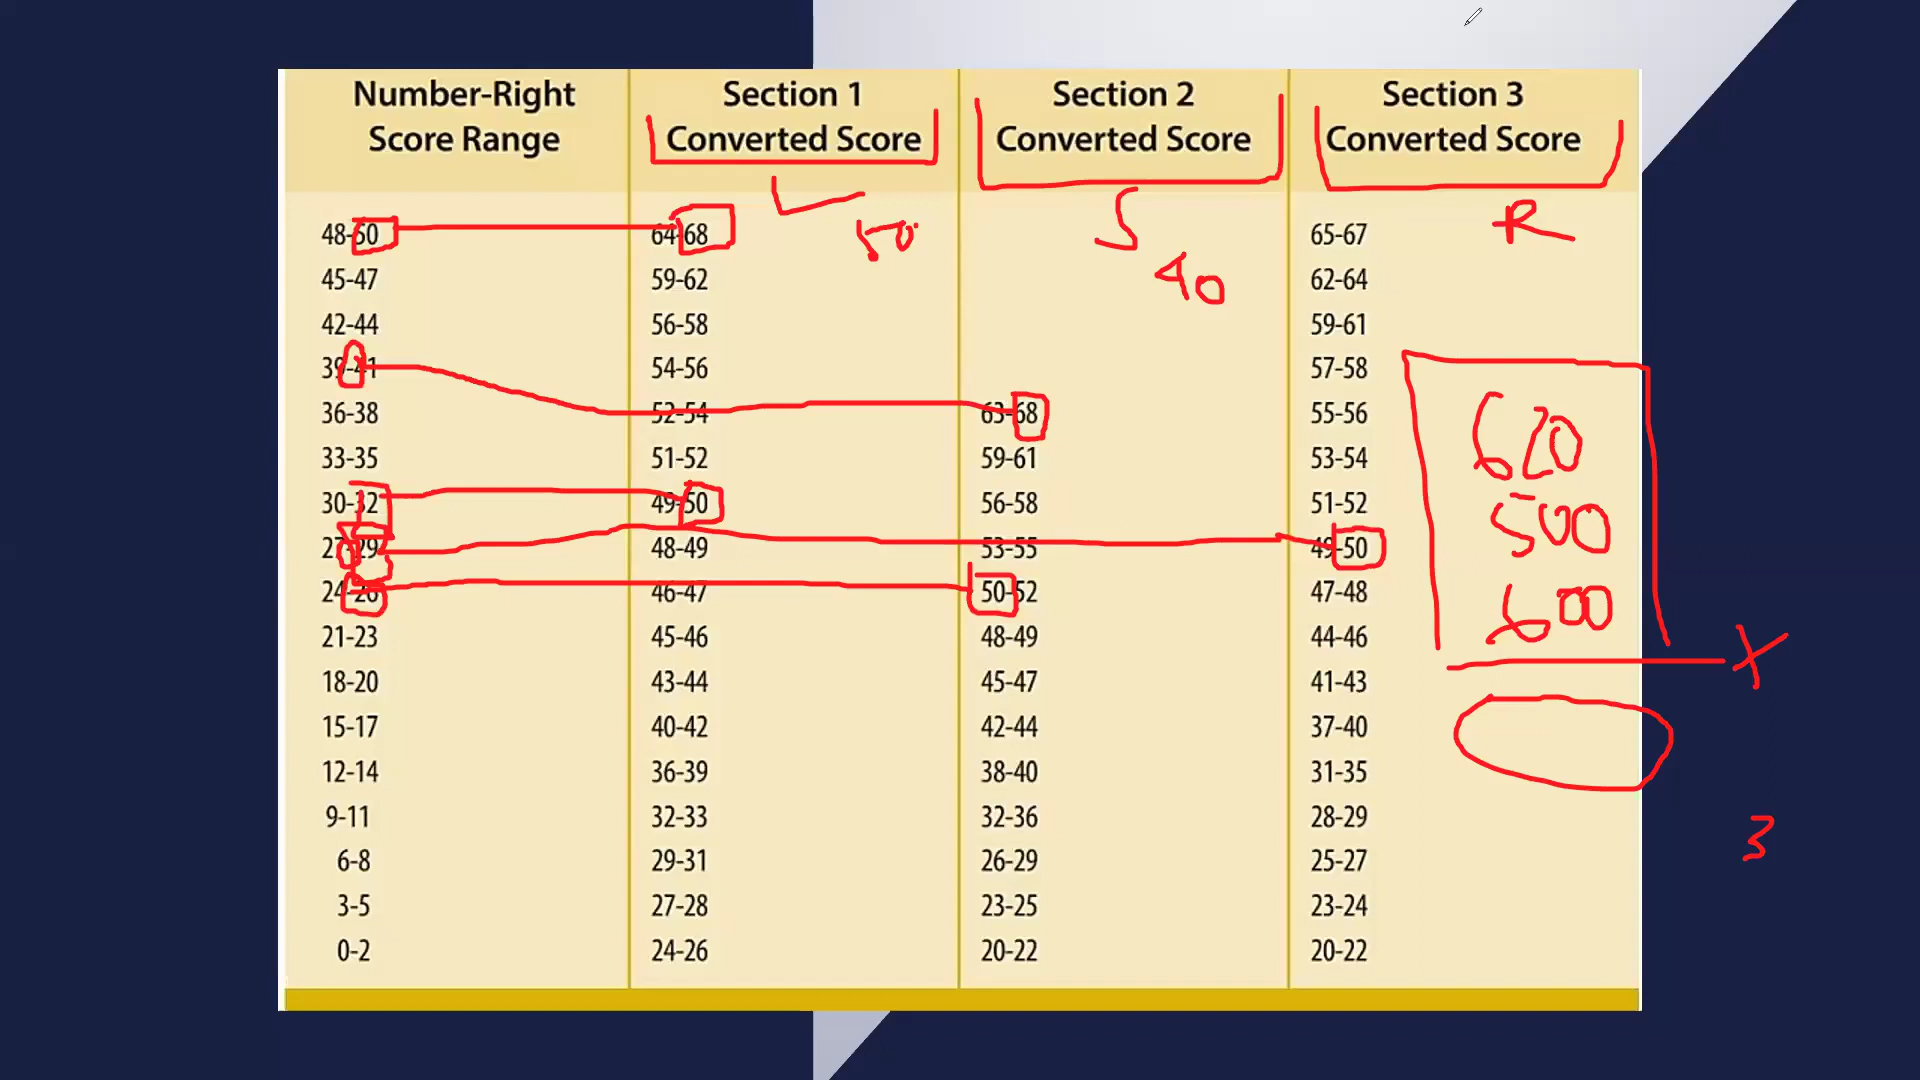 Number-Right Score Range Section 1 Converted Score Section 2 Converted Score Section 3 Converted Score
L S R
50 40
48-50 64-68 65-67
45-47 59-62 62-64
42-44 56-58 59-61
39-41 54-56 57-58
36-38 52-54 63-68 55-56
33-35 51-52 59-61 53-54
30-32 49-50 56-58 51-52
27-29 48-49 53-55 49-50
24-26 46-47 50-52 47-48
21-23 45-46 48-49 44-46
18-20 43-44 45-47 41-43
15-17 40-42 42-44 37-40
12-14 36-39 38-40 31-35
9-11 32-33 32-36 28-29
6-8 29-31 26-29 25-27
3-5 27-28 23-25 23-24
0-2 24-26 20-22 20-22
620
500
600
3